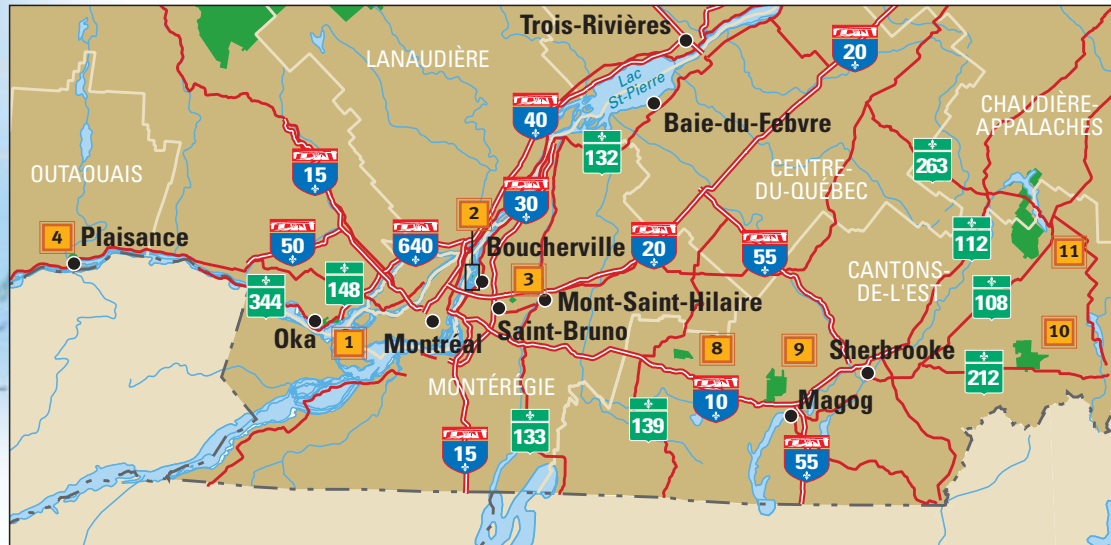 Trois-Rivières
20
LANAUDIÈRE
Lac
St-Pierre
40
Baie-du-Febvre
CHAUDIÈRE-
APPALACHES
132
263
15
OUTAOUAIS
CENTRE-
DU-QUÉBEC
30
2
4
Plaisance
50
640
Boucherville
20
55
112
11
3
148
344
CANTONS-
DE-L'EST
108
Mont-Saint-Hilaire
Saint-Bruno
Oka
1
Montréal
8
9
Sherbrooke
10
212
MONTÉRÉGIE
10
Magog
139
133
15
55